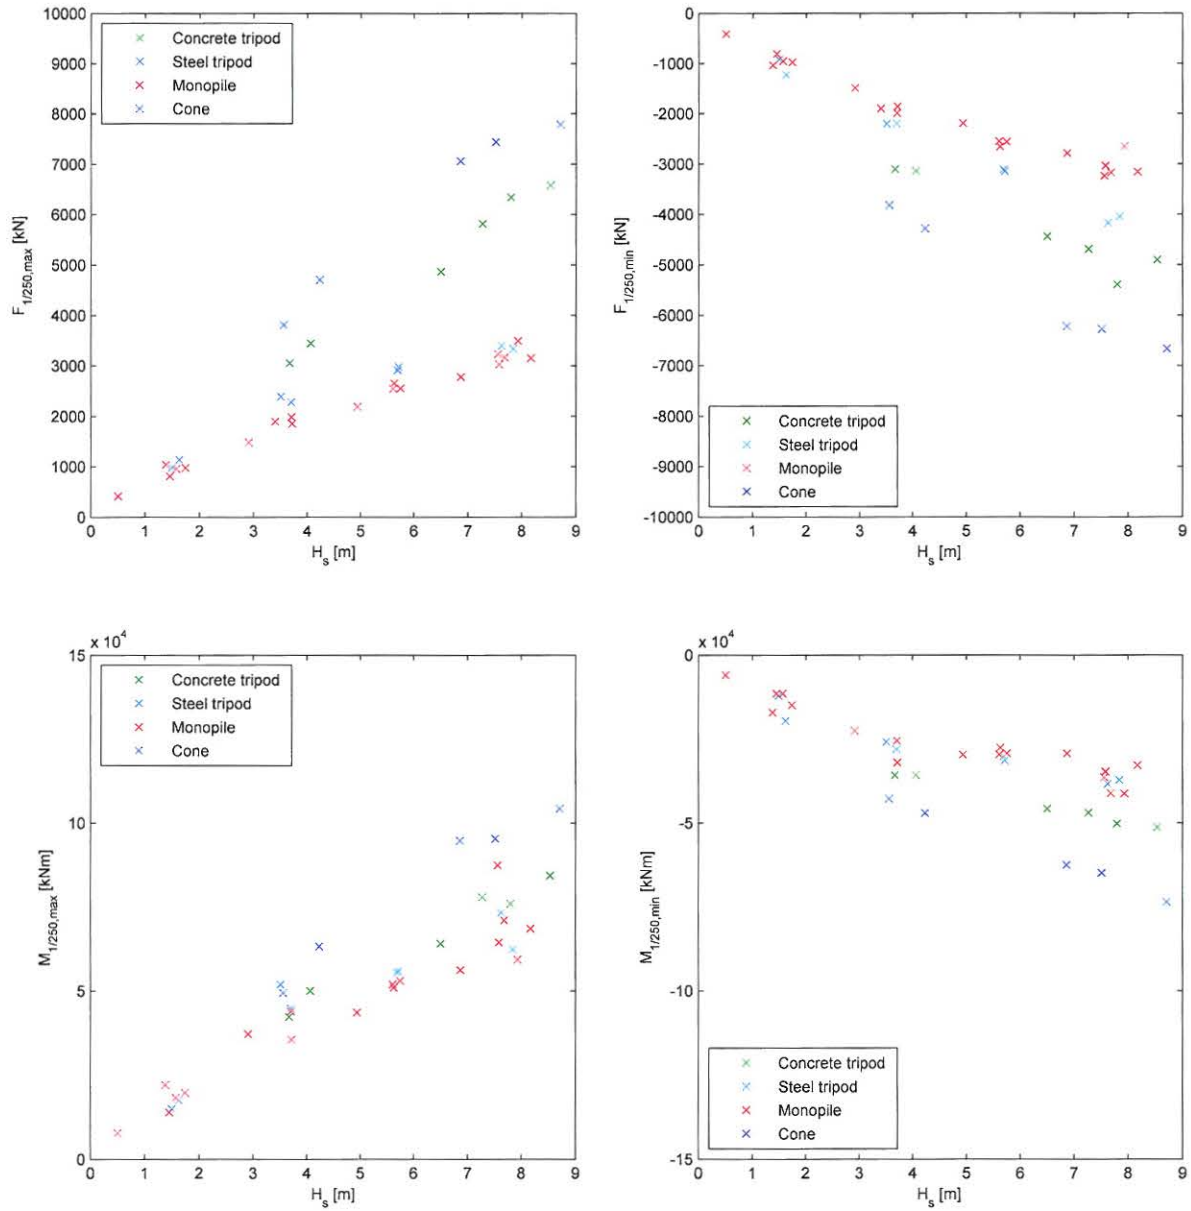 10000
9000
8000
7000
6000
5000
4000
3000
2000
1000
0
F1/250,max [kN]
Concrete tripod
Steel tripod
Monopile
Cone
0 1 2 3 4 5 6 7 8 9
Hs [m]
0
-1000
-2000
-3000
-4000
-5000
-6000
-7000
-8000
-9000
-10000
F1/250,min [kN]
Concrete tripod
Steel tripod
Monopile
Cone
0 1 2 3 4 5 6 7 8 9
Hs [m]
x 10^4
15
10
5
0
M1/250,max [kNm]
Concrete tripod
Steel tripod
Monopile
Cone
0 1 2 3 4 5 6 7 8 9
Hs [m]
x 10^4
0
-5
-10
-15
M1/250,min [kNm]
Concrete tripod
Steel tripod
Monopile
Cone
0 1 2 3 4 5 6 7 8 9
Hs [m]